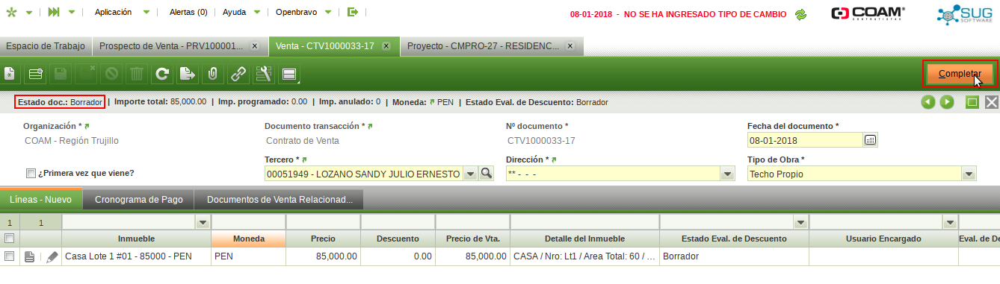 Aplicación Alertas (0) Ayuda Openbravo 08-01-2018 - NO SE HA INGRESADO TIPO DE CAMBIO COAM CONTRATISTAS SUG SOFTWARE
Espacio de Trabajo Prospecto de Venta - PRV100001... x Venta - CTV1000033-17 x Proyecto - CMPRO-27 - RESIDENC... x
Completar
Estado doc.: Borrador | Importe total: 85,000.00 | Imp. programado: 0.00 | Imp. anulado: 0 | Moneda: PEN | Estado Eval. de Descuento: Borrador
Organización * Documento transacción * Nº documento * Fecha del documento *
COAM - Región Trujillo Contrato de Venta CTV1000033-17 08-01-2018
Tercero * Dirección * Tipo de Obra *
¿Primera vez que viene? 00051949 - LOZANO SANDY JULIO ERNESTO ** - - - Techo Propio
Líneas - Nuevo Cronograma de Pago Documentos de Venta Relacionad...
1 1
Inmueble Moneda Precio Descuento Precio de Vta. Detalle del Inmueble Estado Eval. de Descuento Usuario Encargado Eval. de De
Casa Lote 1 #01 - 85000 - PEN PEN 85,000.00 0.00 85,000.00 CASA / Nro: Lt1 / Area Total: 60 / ... Borrador